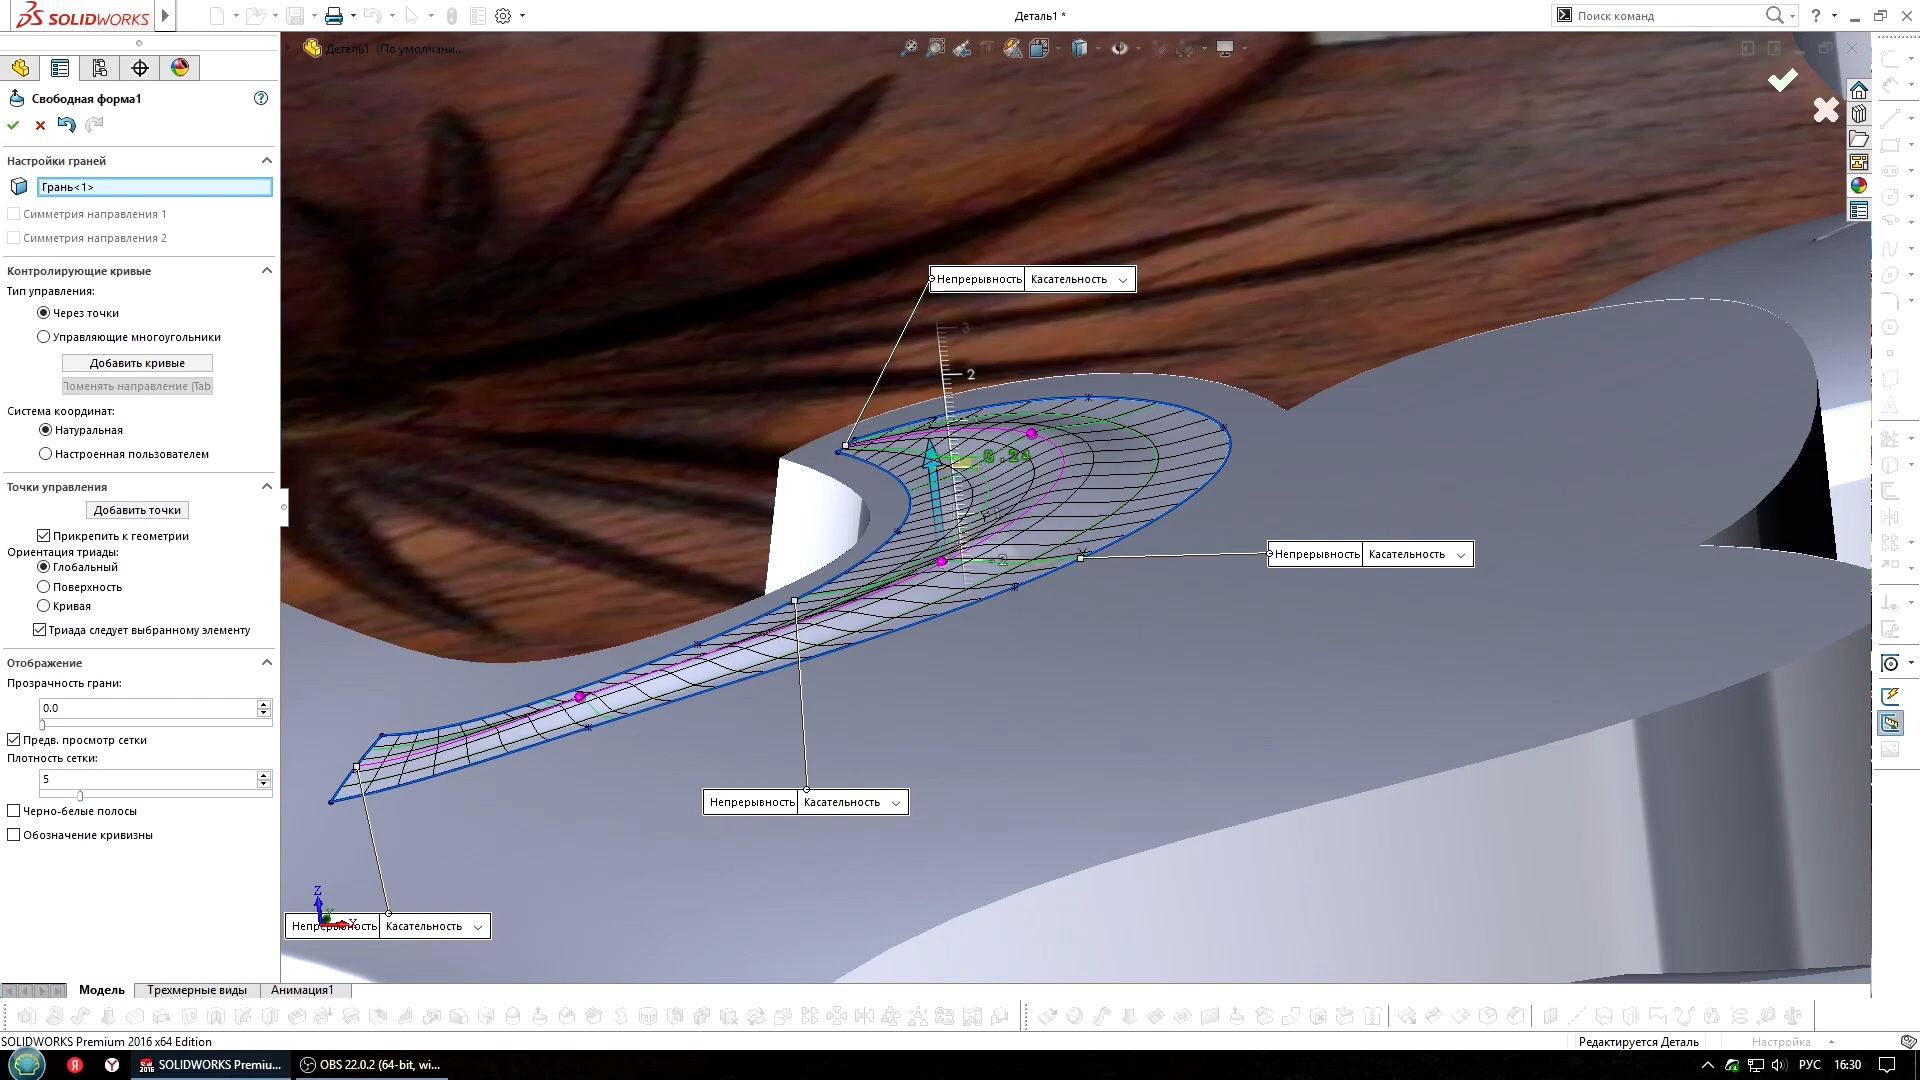 SOLIDWORKS
Деталь1 *
Поиск команд
Деталь1 (По умолчани...
Свободная форма1
Настройки граней
Грань<1>
Симметрия направления 1
Симметрия направления 2
Контролирующие кривые
Тип управления:
Через точки
Управляющие многоугольники
Добавить кривые
Поменять направление (Tab
Система координат:
Натуральная
Настроенная пользователем
Точки управления
Добавить точки
Прикрепить к геометрии
Ориентация триады:
Глобальный
Поверхность
Кривая
Триада следует выбранному элементу
Отображение
Прозрачность грани:
0.0
Предв. просмотр сетки
Плотность сетки:
5
Черно-белые полосы
Обозначение кривизны
Непрерывность Касательность
3
2
0.24
-2
Непрерывность Касательность
Непрерывность Касательность
Непрерывность Касательность
Z
Y
X
Модель Трехмерные виды Анимация1
SOLIDWORKS Premium 2016 x64 Edition
Редактируется Деталь
Настройка
SOLIDWORKS Premiu...
OBS 22.0.2 (64-bit, wi...
РУС
16:30